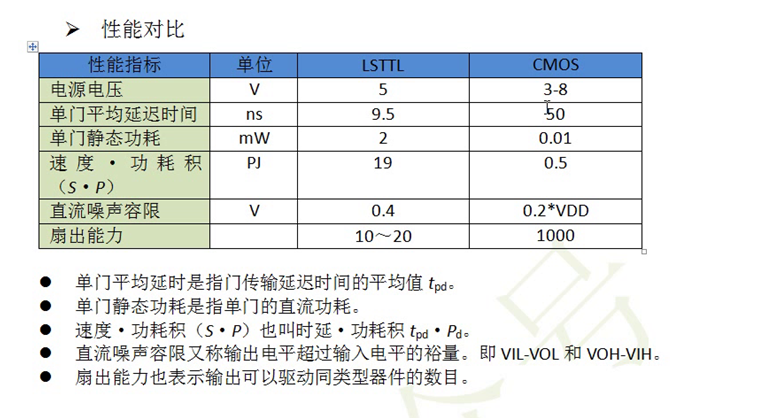 ➢ 性能对比
性能指标 单位 LSTTL CMOS
电源电压 V 5 3-8
单门平均延迟时间 ns 9.5 50
单门静态功耗 mW 2 0.01
速度·功耗积 PJ 19 0.5
（S·P）
直流噪声容限 V 0.4 0.2*VDD
扇出能力 10～20 1000
● 单门平均延时是指门传输延迟时间的平均值 tpd。
● 单门静态功耗是指单门的直流功耗。
● 速度·功耗积（S·P）也叫时延·功耗积 tpd·Pd。
● 直流噪声容限又称输出电平超过输入电平的裕量。即 VIL-VOL 和 VOH-VIH。
● 扇出能力也表示输出可以驱动同类型器件的数目。